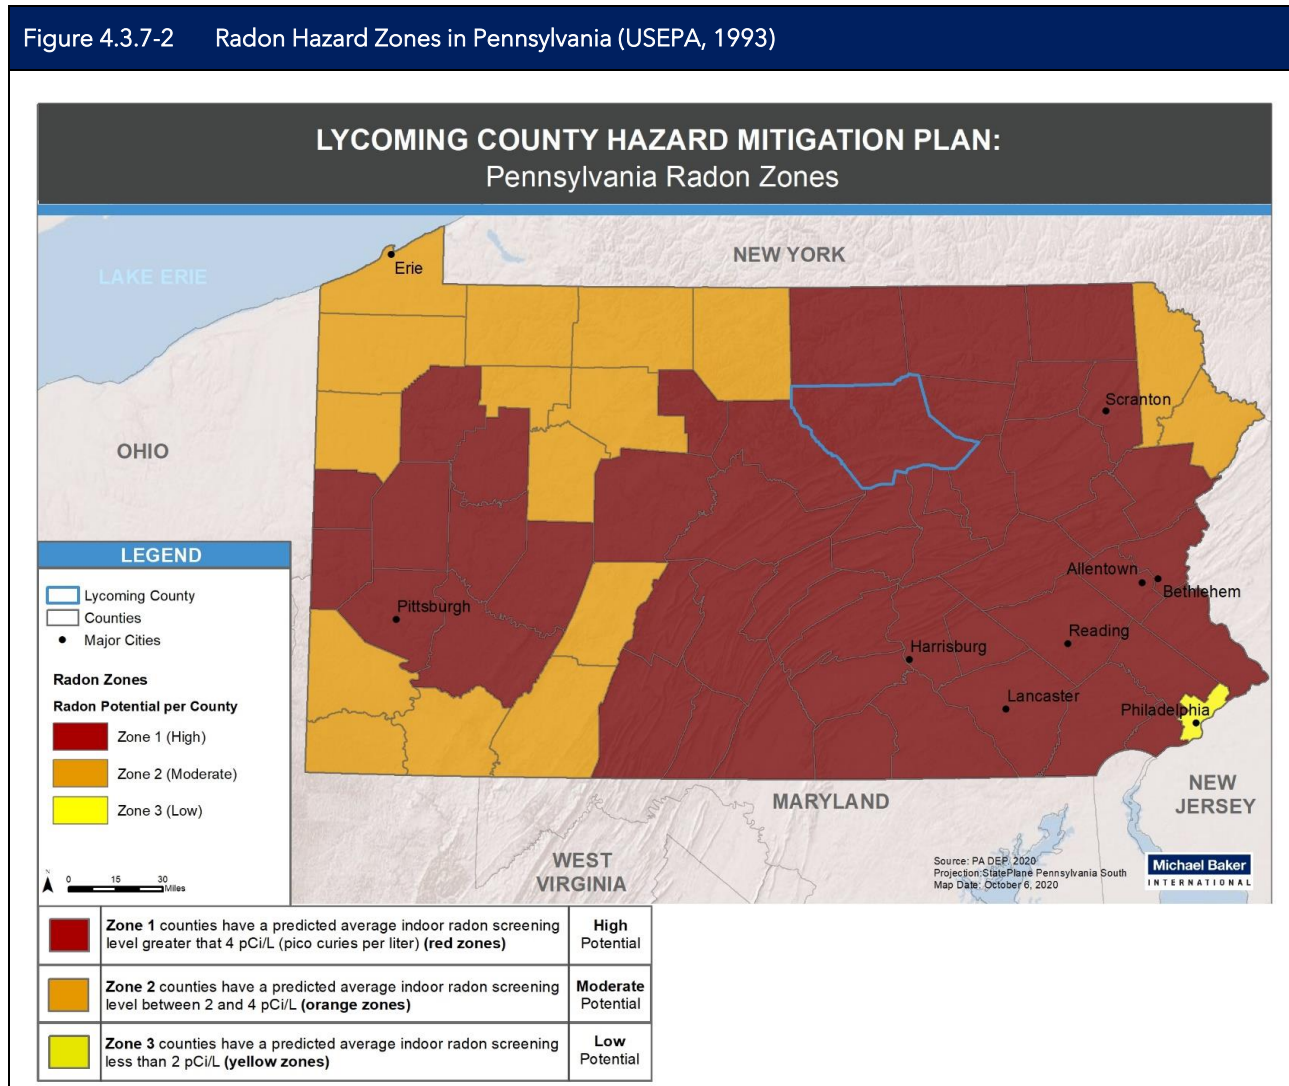 Figure 4.3.7-2 Radon Hazard Zones in Pennsylvania (USEPA, 1993)
LYCOMING COUNTY HAZARD MITIGATION PLAN:
Pennsylvania Radon Zones
LAKE ERIE
Erie
NEW YORK
OHIO
Scranton
Allentown
Bethlehem
Pittsburgh
Harrisburg
Reading
Lancaster
Philadelphia
NEW
JERSEY
MARYLAND
WEST
VIRGINIA
LEGEND
Lycoming County
Counties
Major Cities
Radon Zones
Radon Potential per County
Zone 1 (High)
Zone 2 (Moderate)
Zone 3 (Low)
N
0 15 30
Miles
Source: PA DEP, 2020
Projection:StatePlane Pennsylvania South
Map Date: October 6, 2020
Michael Baker
INTERNATIONAL
Zone 1 counties have a predicted average indoor radon screening
level greater that 4 pCi/L (pico curies per liter) (red zones)
High
Potential
Zone 2 counties have a predicted average indoor radon screening
level between 2 and 4 pCi/L (orange zones)
Moderate
Potential
Zone 3 counties have a predicted average indoor radon screening
less than 2 pCi/L (yellow zones)
Low
Potential